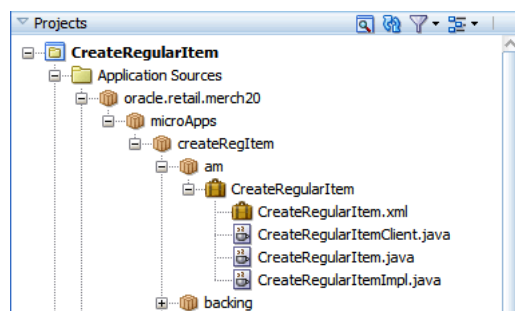 Projects
CreateRegularItem
Application Sources
oracle.retail.merch20
microApps
createRegItem
am
CreateRegularItem
CreateRegularItem.xml
CreateRegularItemClient.java
CreateRegularItem.java
CreateRegularItemImpl.java
backing